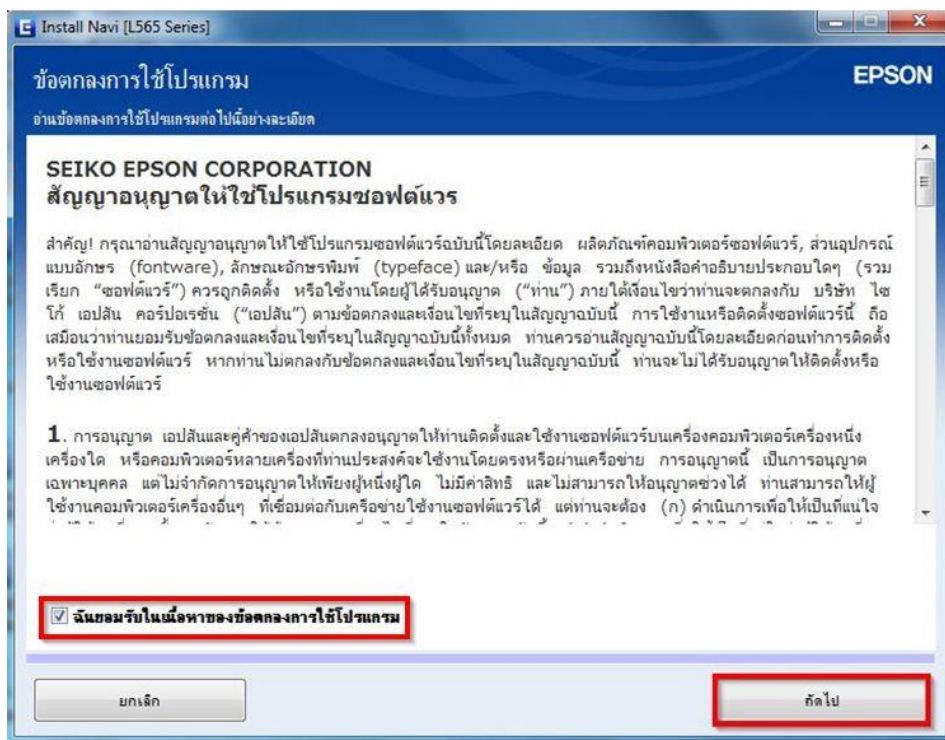 Install Navi [L565 Series]
ข้อตกลงการใช้โปรแกรม
EPSON
อ่านข้อตกลงการใช้โปรแกรมต่อไปนี้อย่างละเอียด
SEIKO EPSON CORPORATION
สัญญาอนุญาตให้ใช้โปรแกรมซอฟต์แวร
สำคัญ! กรุณาอ่านสัญญาอนุญาตให้ใช้โปรแกรมซอฟต์แวร์ฉบับนี้โดยละเอียด ผลิตภัณฑ์คอมพิวเตอร์ซอฟต์แวร์, ส่วนอุปกรณ์
แบบอักษร (fontware), ลักษณะอักษรพิมพ์ (typeface) และ/หรือ ข้อมูล รวมถึงหนังสือคำอธิบายประกอบใดๆ (รวม
เรียก “ซอฟต์แวร์”) ควรถูกติดตั้ง หรือใช้งานโดยผู้ได้รับอนุญาต (“ท่าน”) ภายใต้เงื่อนไขว่าท่านจะตกลงกับ บริษัท ไซ
โก้ เอปสัน คอร์ปอเรชั่น (“เอปสัน”) ตามข้อตกลงและเงื่อนไขที่ระบุในสัญญาฉบับนี้ การใช้งานหรือติดตั้งซอฟต์แวร์นี้ ถือ
เสมือนว่าท่านยอมรับข้อตกลงและเงื่อนไขที่ระบุในสัญญาฉบับนี้ทั้งหมด ท่านควรอ่านสัญญาฉบับนี้โดยละเอียดก่อนทำการติดตั้ง
หรือใช้งานซอฟต์แวร์ หากท่านไม่ตกลงกับข้อตกลงและเงื่อนไขที่ระบุในสัญญาฉบับนี้ ท่านจะไม่ได้รับอนุญาตให้ติดตั้งหรือ
ใช้งานซอฟต์แวร์
1. การอนุญาต เอปสันและคู่ค้าของเอปสันตกลงอนุญาตให้ท่านติดตั้งและใช้งานซอฟต์แวร์บนเครื่องคอมพิวเตอร์เครื่องหนึ่ง
เครื่องใด หรือคอมพิวเตอร์หลายเครื่องที่ท่านประสงค์จะใช้งานโดยตรงหรือผ่านเครือข่าย การอนุญาตนี้ เป็นการอนุญาต
เฉพาะบุคคล แต่ไม่จำกัดการอนุญาตให้เพียงผู้หนึ่งผู้ใด ไม่มีค่าสิทธิ และไม่สามารถให้อนุญาตช่วงได้ ท่านสามารถให้ผู้
ใช้งานคอมพิวเตอร์เครื่องอื่นๆ ที่เชื่อมต่อกับเครือข่ายใช้งานซอฟต์แวร์ได้ แต่ท่านจะต้อง (ก) ดำเนินการเพื่อให้เป็นที่แน่ใจ
ฉันยอมรับในเนื้อหาของข้อตกลงการใช้โปรแกรม
ยกเลิก
ถัดไป